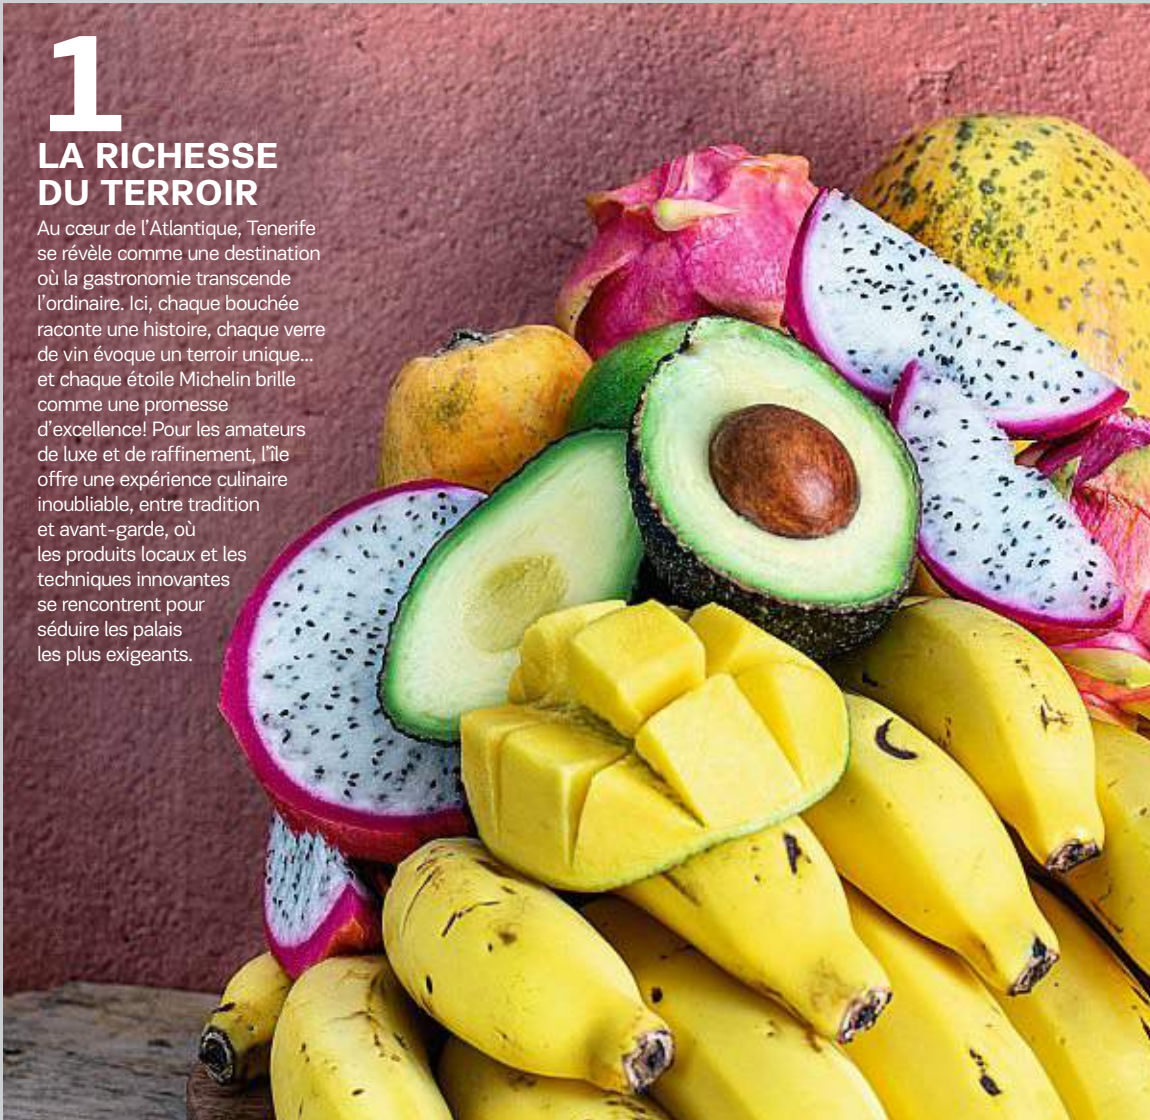 1
LA RICHESSE
DU TERROIR
Au cœur de l'Atlantique, Tenerife
se révèle comme une destination
où la gastronomie transcende
l'ordinaire. Ici, chaque bouchée
raconte une histoire, chaque verre
de vin évoque un terroir unique...
et chaque étoile Michelin brille
comme une promesse
d'excellence! Pour les amateurs
de luxe et de raffinement, l'île
offre une expérience culinaire
inoubliable, entre tradition
et avant-garde, où
les produits locaux et les
techniques innovantes
se rencontrent pour
séduire les palais
les plus exigeants.